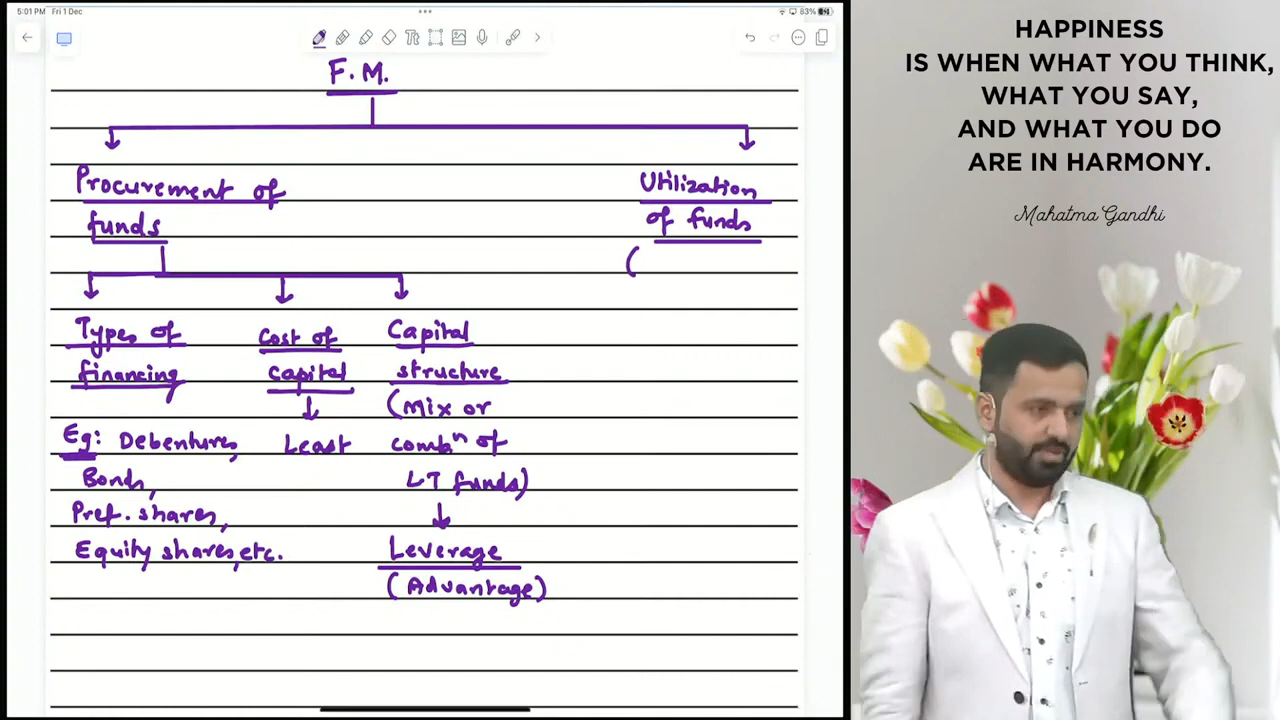 5:01 PM Fri 1 Dec
83%
F. M.
Procurement of
funds
Utilization
of funds
(
Types of
financing
Cost of
capital
Capital
structure
(Mix or
combⁿ of
LT funds)
Eg: Debentures,
Bonds,
Pref. shares,
Equity shares, etc.
Least
Leverage
(Advantage)
HAPPINESS
IS WHEN WHAT YOU THINK,
WHAT YOU SAY,
AND WHAT YOU DO
ARE IN HARMONY.
Mahatma Gandhi